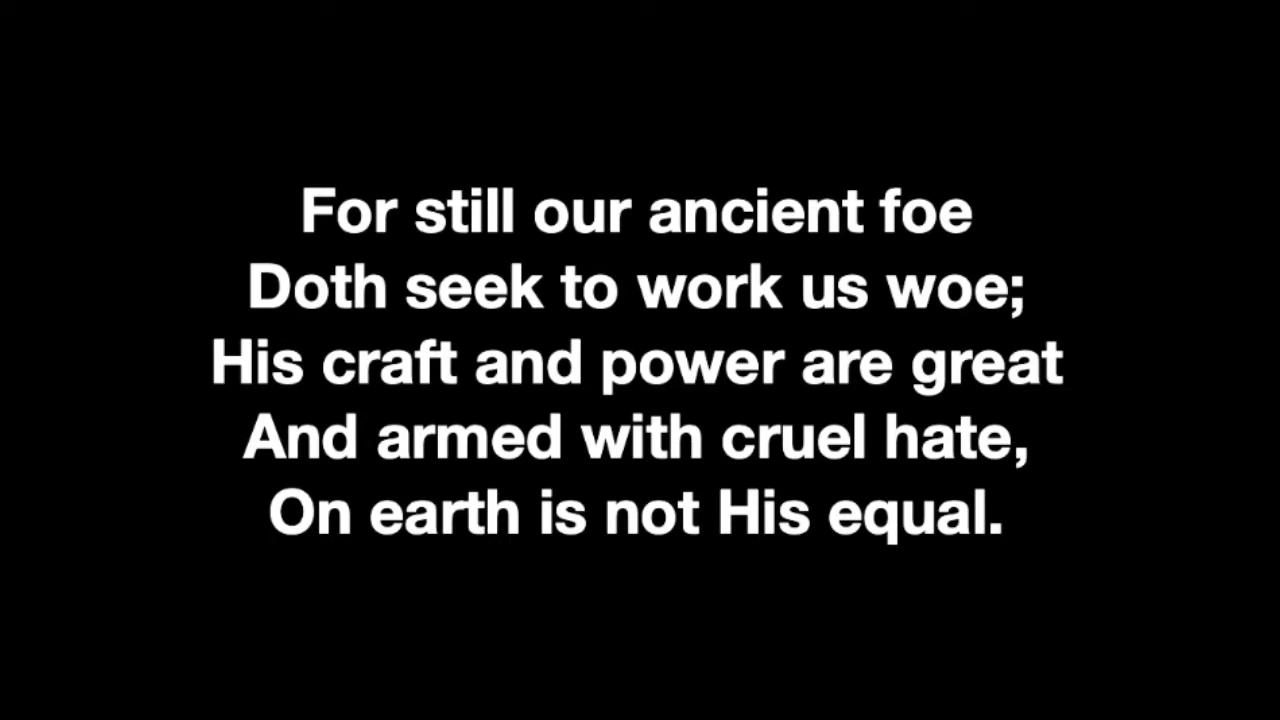 For still our ancient foe
Doth seek to work us woe;
His craft and power are great
And armed with cruel hate,
On earth is not His equal.